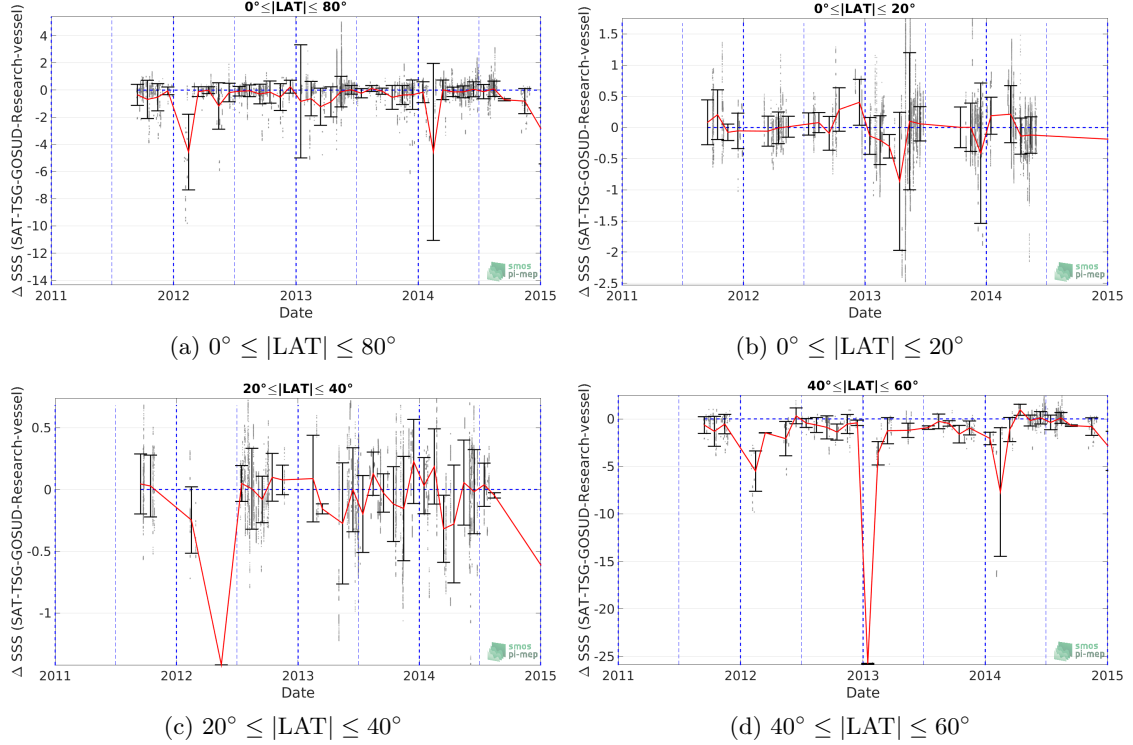 0°≤|LAT|≤ 80°
Δ SSS (SAT-TSG-GOSUD-Research-vessel)
4
2
0
-2
-4
-6
-8
-10
-12
-14
2011
2012
2013
2014
2015
Date
smos
pi-mep
(a) 0° ≤ |LAT| ≤ 80°
0°≤|LAT|≤ 20°
Δ SSS (SAT-TSG-GOSUD-Research-vessel)
1.5
1
0.5
0
-0.5
-1
-1.5
-2
-2.5
2011
2012
2013
2014
2015
Date
smos
pi-mep
(b) 0° ≤ |LAT| ≤ 20°
20°≤|LAT|≤ 40°
Δ SSS (SAT-TSG-GOSUD-Research-vessel)
0.5
0
-0.5
-1
2011
2012
2013
2014
2015
Date
smos
pi-mep
(c) 20° ≤ |LAT| ≤ 40°
40°≤|LAT|≤ 60°
Δ SSS (SAT-TSG-GOSUD-Research-vessel)
0
-5
-10
-15
-20
-25
2011
2012
2013
2014
2015
Date
smos
pi-mep
(d) 40° ≤ |LAT| ≤ 60°